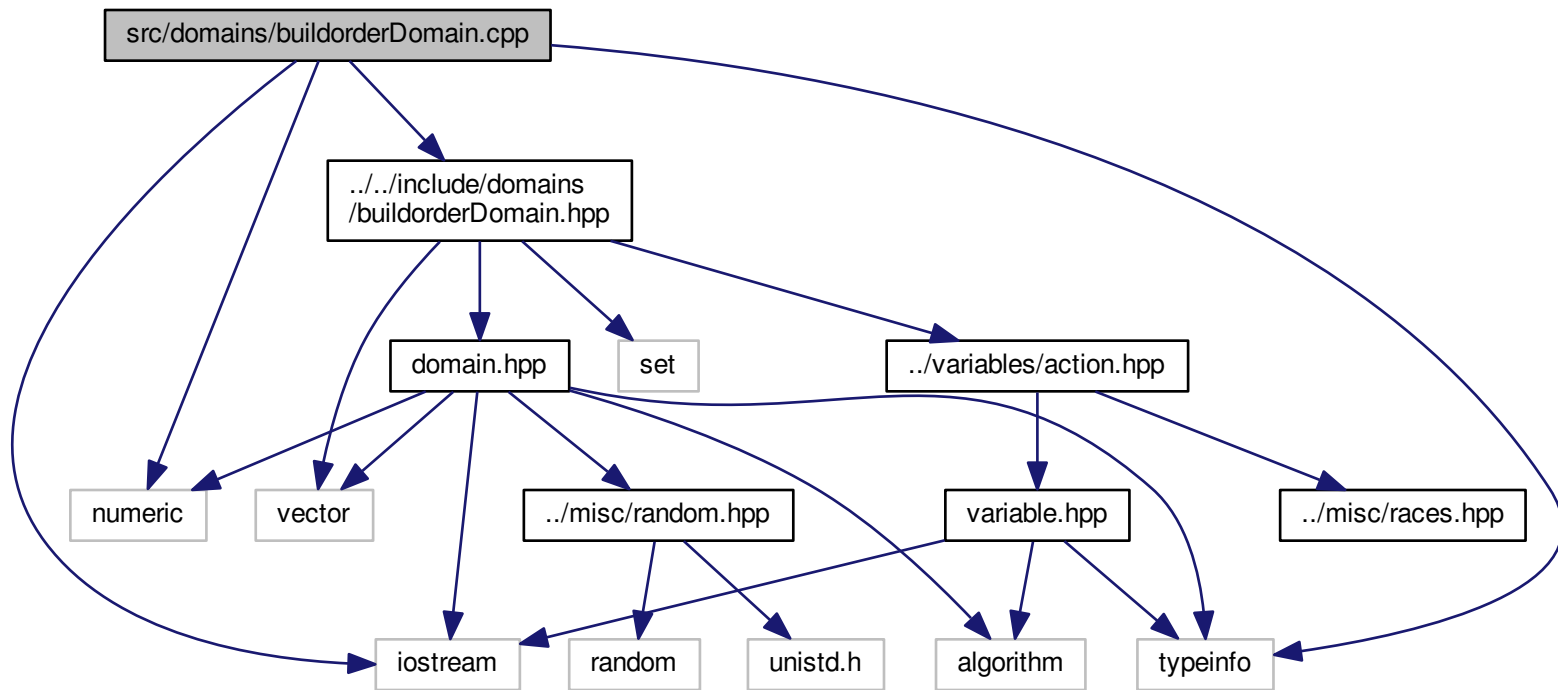 src/domains/buildorderDomain.cpp
../../include/domains
/buildorderDomain.hpp
domain.hpp
set
../variables/action.hpp
numeric
vector
../misc/random.hpp
variable.hpp
../misc/races.hpp
iostream
random
unistd.h
algorithm
typeinfo